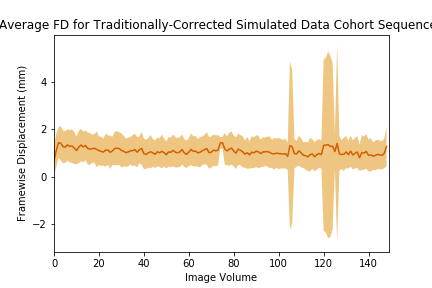 Average FD for Traditionally-Corrected Simulated Data Cohort Sequence
4
2
0
−2
Framewise Displacement (mm)
0 20 40 60 80 100 120 140
Image Volume